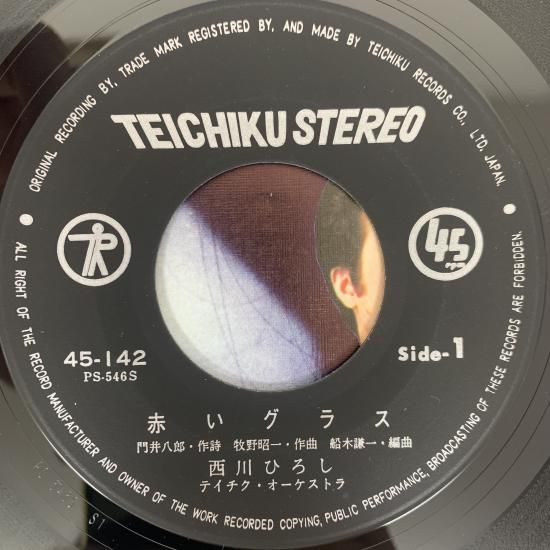 ORIGINAL RECORDING BY, TRADE MARK REGISTERED BY, AND MADE BY TEICHIKU RECORDS CO., LTD. JAPAN.
TEICHIKU STEREO
TR
45
rpm
45-142
PS-546S
Side-1
赤いグラス
門井八郎・作詩 牧野昭一・作曲 船木謙一・編曲
西川ひろし
テイチク・オーケストラ
ALL RIGHT OF THE RECORD MANUFACTURER AND OWNER OF THE WORK RECORDED COPYING, PUBLIC PERFORMANCE, BROADCASTING OF THESE RECORDS ARE FORBIDDEN.
S1